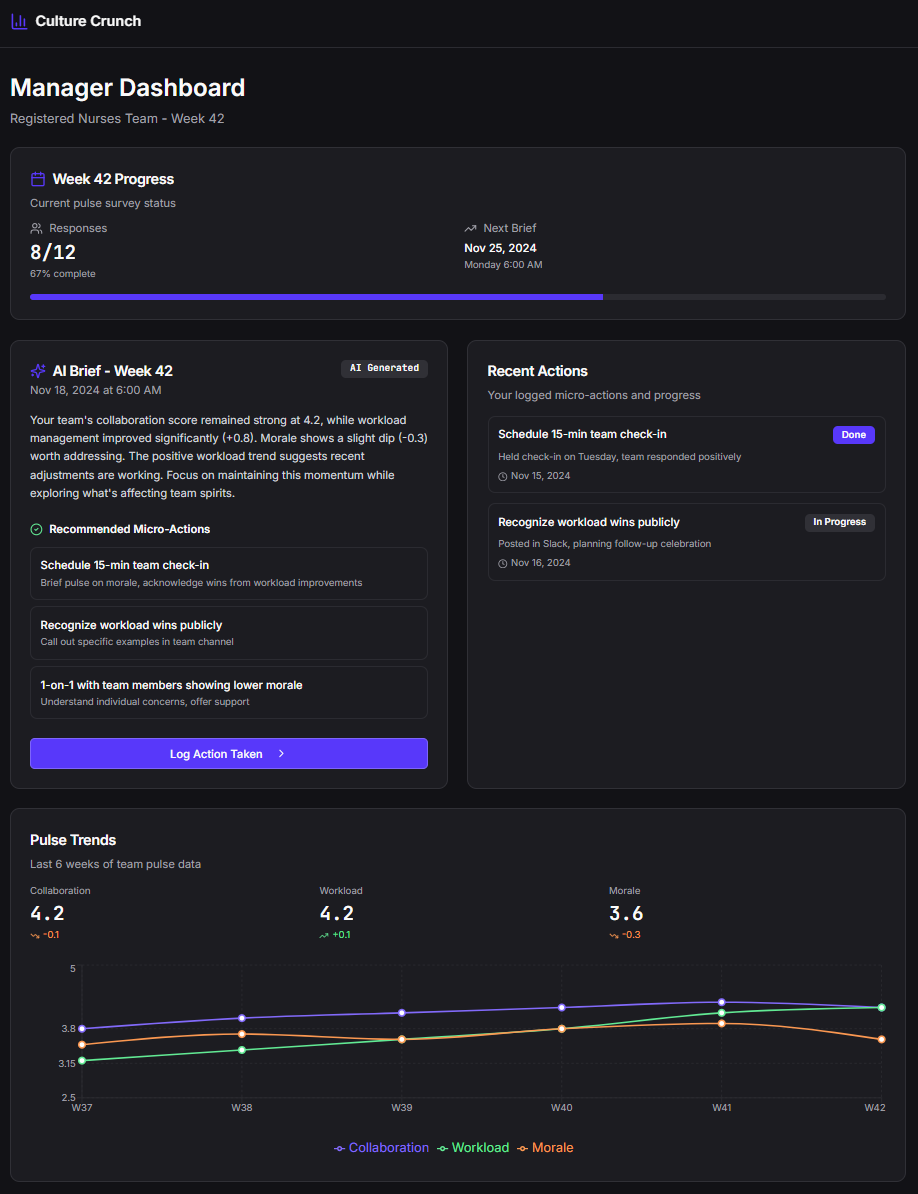 Culture Crunch
Manager Dashboard
Registered Nurses Team - Week 42
Week 42 Progress
Current pulse survey status
Responses
8/12
67% complete
Next Brief
Nov 25, 2024
Monday 6:00 AM
AI Brief - Week 42
AI Generated
Nov 18, 2024 at 6:00 AM
Your team's collaboration score remained strong at 4.2, while workload
management improved significantly (+0.8). Morale shows a slight dip (-0.3)
worth addressing. The positive workload trend suggests recent
adjustments are working. Focus on maintaining this momentum while
exploring what's affecting team spirits.
Recommended Micro-Actions
Schedule 15-min team check-in
Brief pulse on morale, acknowledge wins from workload improvements
Recognize workload wins publicly
Call out specific examples in team channel
1-on-1 with team members showing lower morale
Understand individual concerns, offer support
Log Action Taken
Recent Actions
Your logged micro-actions and progress
Schedule 15-min team check-in
Done
Held check-in on Tuesday, team responded positively
Nov 15, 2024
Recognize workload wins publicly
In Progress
Posted in Slack, planning follow-up celebration
Nov 16, 2024
Pulse Trends
Last 6 weeks of team pulse data
Collaboration
4.2
-0.1
Workload
4.2
+0.1
Morale
3.6
-0.3
5
3.8
3.15
2.5
W37
W38
W39
W40
W41
W42
Collaboration
Workload
Morale